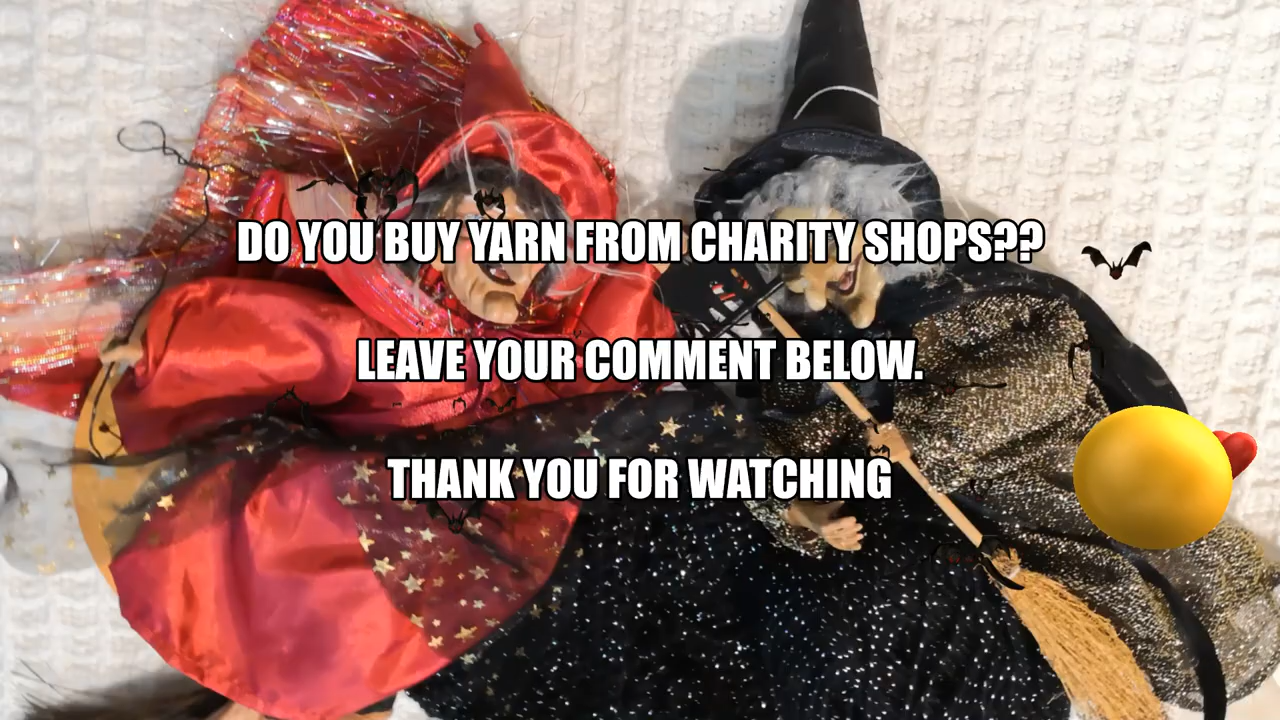 DO YOU BUY YARN FROM CHARITY SHOPS??
LEAVE YOUR COMMENT BELOW.
THANK YOU FOR WATCHING